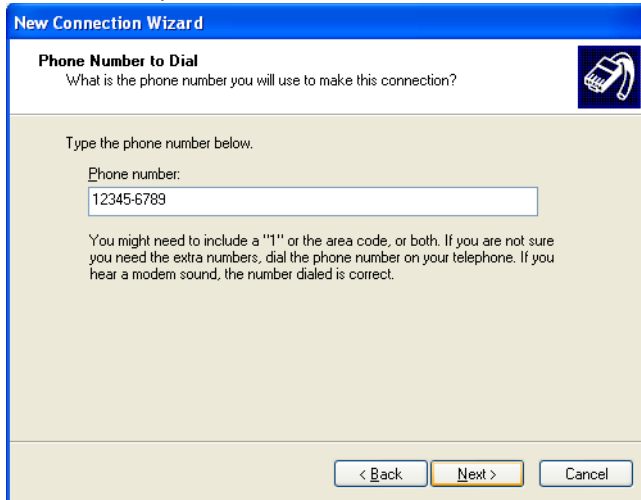 New Connection Wizard
Phone Number to Dial
What is the phone number you will use to make this connection?
Type the phone number below.
Phone number:
12345-6789
You might need to include a "1" or the area code, or both. If you are not sure
you need the extra numbers, dial the phone number on your telephone. If you
hear a modem sound, the number dialed is correct.
< Back Next > Cancel